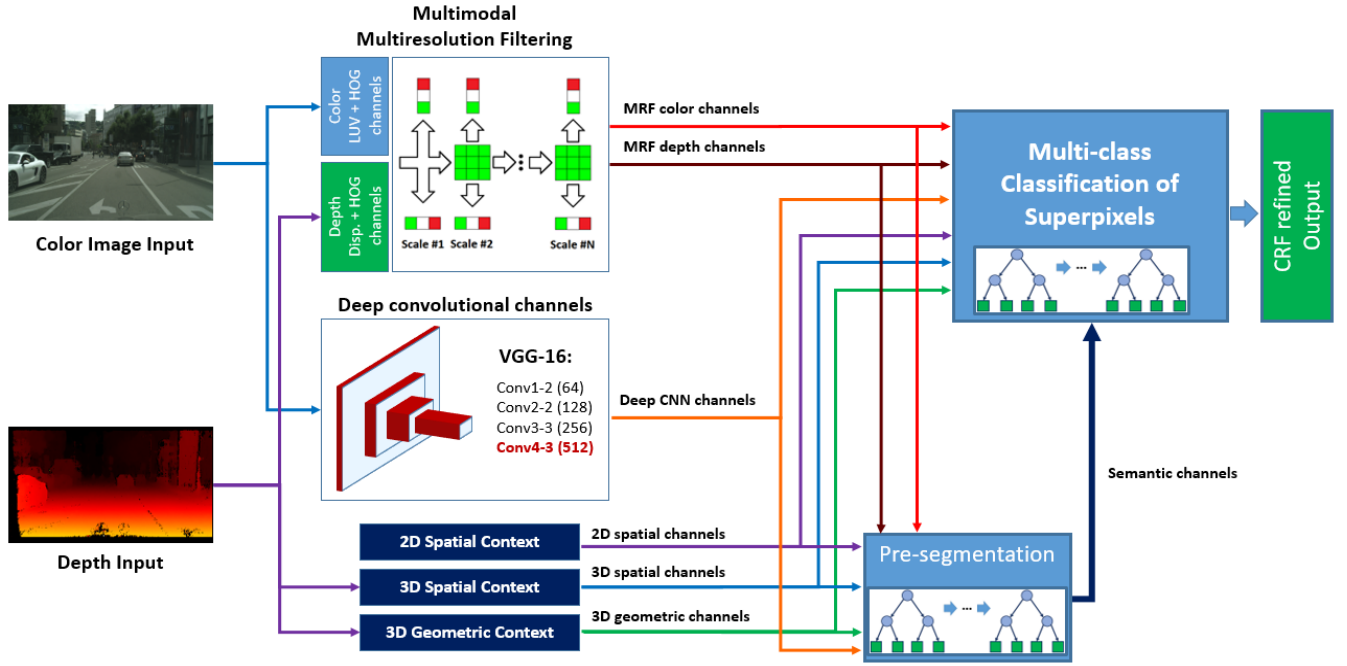 Multimodal
Multiresolution Filtering
Color
LUV + HOG
channels
Depth
Disp. + HOG
channels
Scale #1
Scale #2
Scale #N
Color Image Input
MRF color channels
MRF depth channels
Multi-class
Classification of
Superpixels
...
CRF refined
Output
Deep convolutional channels
VGG-16:
Conv1-2 (64)
Conv2-2 (128)
Conv3-3 (256)
Conv4-3 (512)
Deep CNN channels
Semantic channels
Depth Input
2D Spatial Context
2D spatial channels
3D Spatial Context
3D spatial channels
3D Geometric Context
3D geometric channels
Pre-segmentation
...